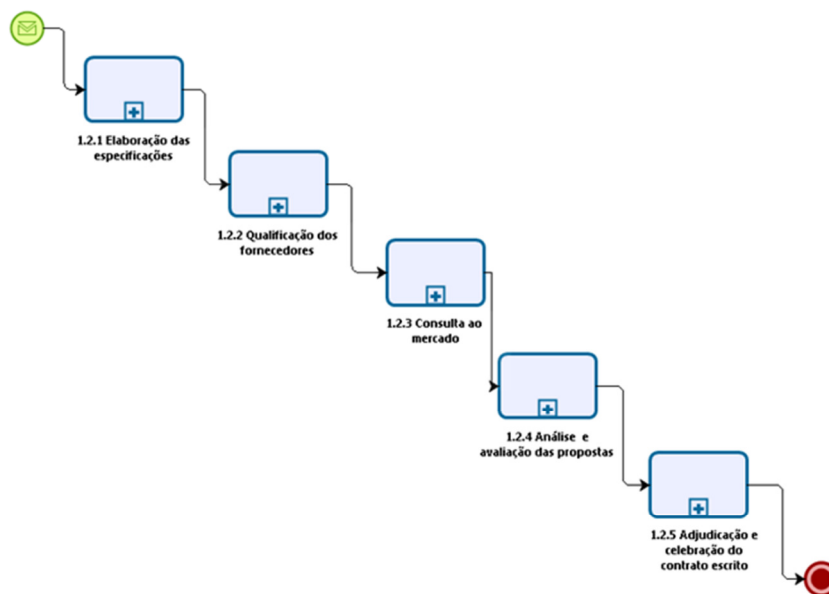 1.2.1 Elaboração das
especificações
1.2.2 Qualificação dos
fornecedores
1.2.3 Consulta ao
mercado
1.2.4 Análise e
avaliação das propostas
1.2.5 Adjudicação e
celebração do
contrato escrito